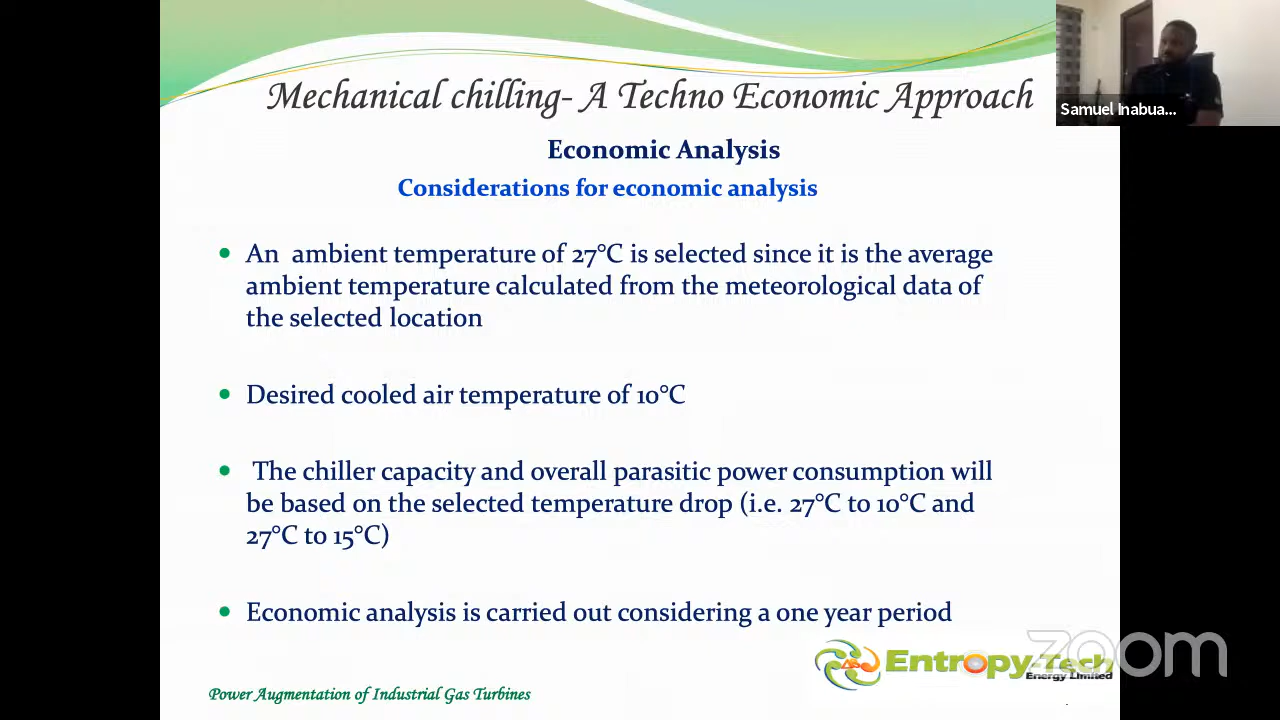 Mechanical chilling- A Techno Economic Approach
Samuel Inabua...
Economic Analysis
Considerations for economic analysis
• An ambient temperature of 27°C is selected since it is the average
ambient temperature calculated from the meteorological data of
the selected location
• Desired cooled air temperature of 10°C
• The chiller capacity and overall parasitic power consumption will
be based on the selected temperature drop (i.e. 27°C to 10°C and
27°C to 15°C)
• Economic analysis is carried out considering a one year period
zoom
Entropy-Tech
Energy Limited
Power Augmentation of Industrial Gas Turbines